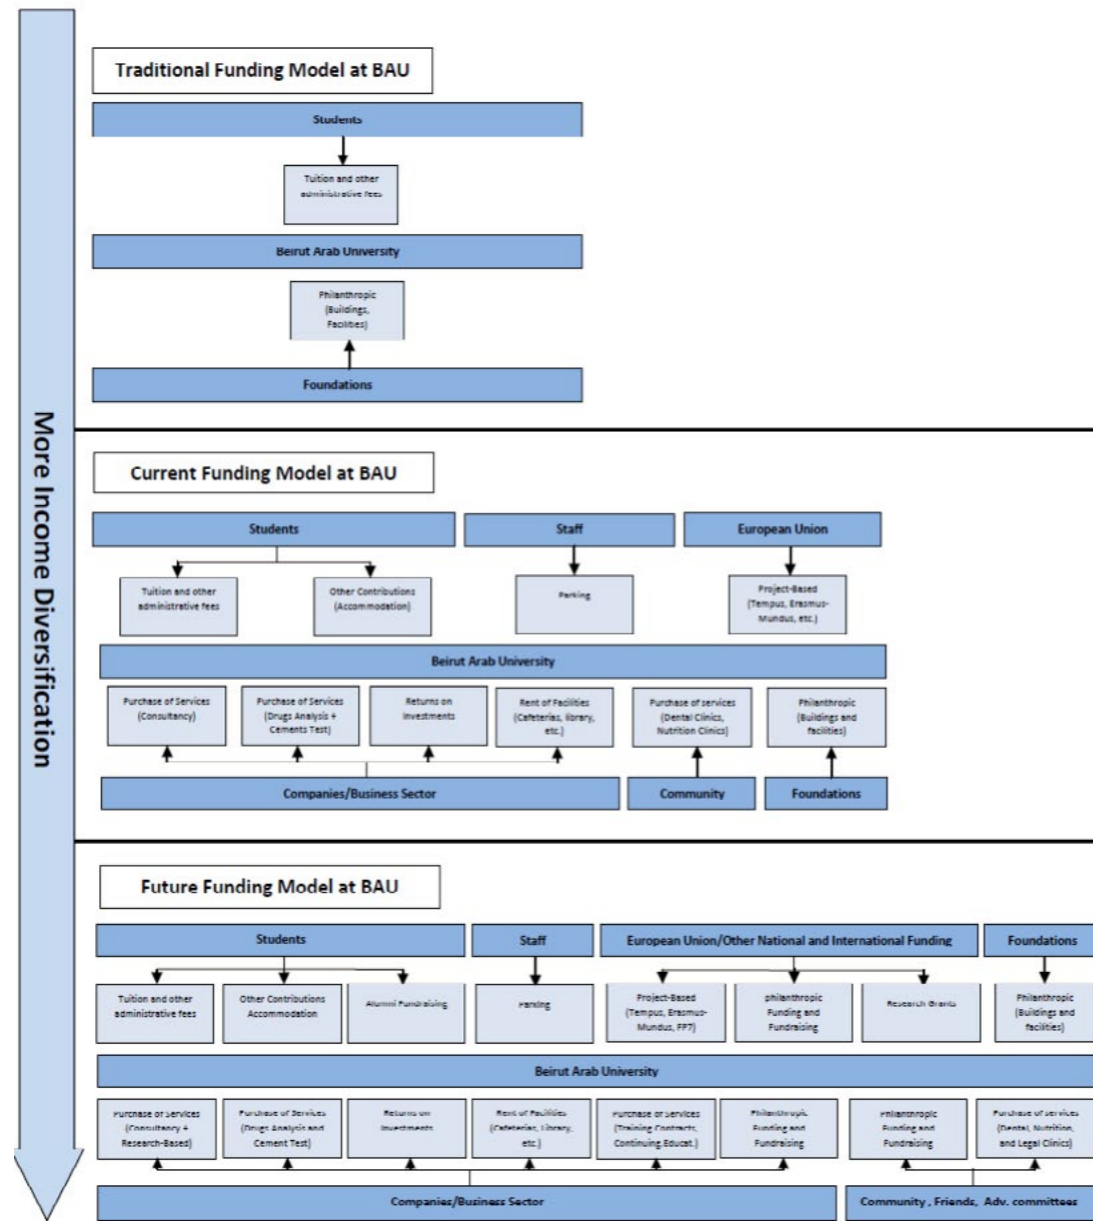 More Income Diversification
Traditional Funding Model at BAU
Students
Tuition and other
administrative fees
Beirut Arab University
Philanthropic
(Buildings,
Facilities)
Foundations
Current Funding Model at BAU
Students
Staff
European Union
Tuition and other
administrative fees
Other Contributions
(Accommodation)
Parking
Project-Based
(Tempus, Erasmus-
Mundus, etc.)
Beirut Arab University
Purchase of Services
(Consultancy)
Purchase of Services
(Drugs Analysis +
Cements Test)
Returns on
Investments
Rent of Facilities
(Cafeterias, library,
etc.)
Purchase of services
(Dental Clinics,
Nutrition Clinics)
Philanthropic
(Buildings and
facilities)
Companies/Business Sector
Community
Foundations
Future Funding Model at BAU
Students
Staff
European Union/Other National and International Funding
Foundations
Tuition and other
administrative fees
Other Contributions
Accommodation
Alumni Fundraising
Parking
Project-Based
(Tempus, Erasmus-
Mundus, FP7)
philanthropic
Funding and
Fundraising
Research Grants
Philanthropic
(Buildings and
facilities)
Beirut Arab University
Purchase of Services
(Consultancy +
Research-Based)
Purchase of Services
(Drugs Analysis and
Cement Test)
Returns on
Investments
Rent of Facilities
(Cafeterias, Library,
etc.)
Purchase of Services
(Training Contracts,
Continuing Educat.)
Philanthropic
Funding and
Fundraising
Philanthropic
Funding and
Fundraising
Purchase of services
(Dental, Nutrition,
and Legal Clinics)
Companies/Business Sector
Community , Friends, Adv. committees